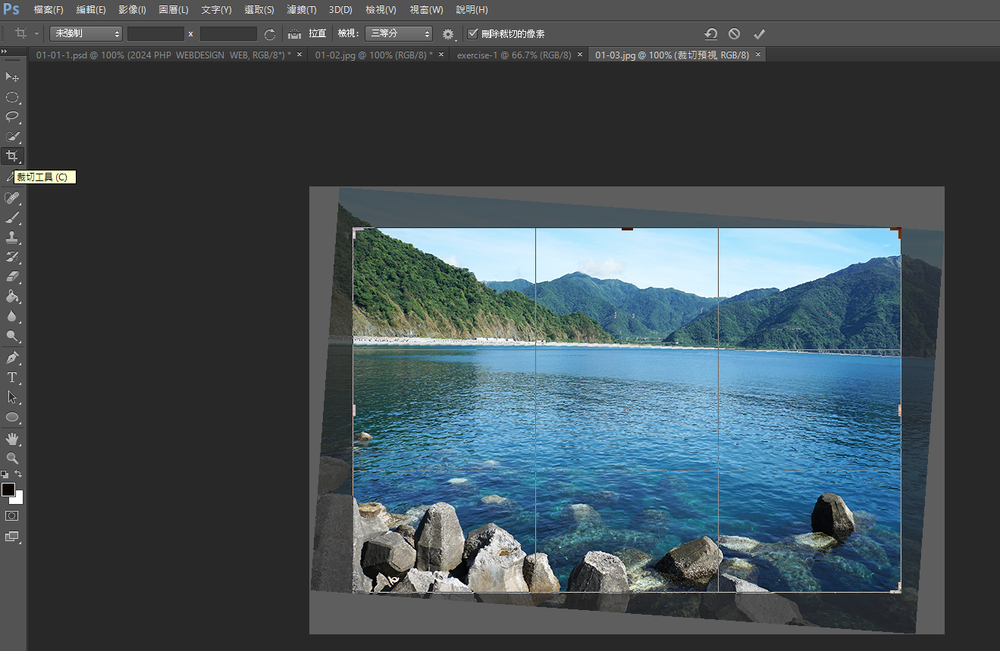 Ps 檔案(F) 編輯(E) 影像(I) 圖層(L) 文字(Y) 選取(S) 濾鏡(T) 3D(D) 檢視(V) 視窗(W) 說明(H)
未強制 x 拉直 檢視： 三等分 刪除裁切的像素
01-01-1.psd @ 100% (2024 PHP WEBDESIGN WEB, RGB/8*) * × 01-02.jpg @ 100% (RGB/8) * × exercise-1 @ 66.7% (RGB/8) × 01-03.jpg @ 100% (裁切預視, RGB/8) ×
裁切工具 (C)
T